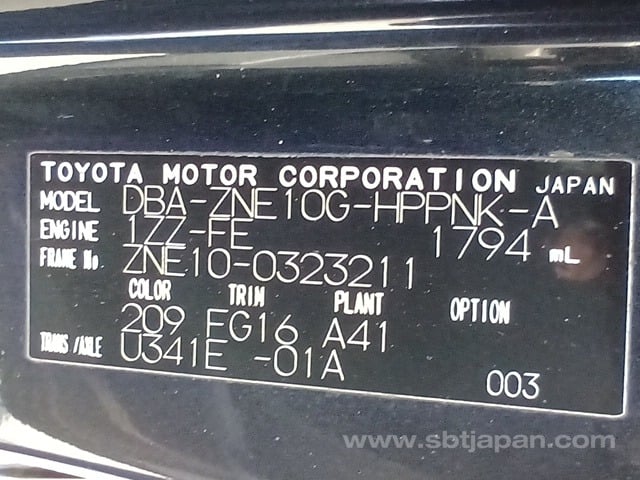 TOYOTA MOTOR CORPORATION JAPAN
MODEL DBA-ZNE10G-HPPNK-A
ENGINE 1ZZ-FE 1794 mL
FRAME No ZNE10-0323211
COLOR TRIM PLANT OPTION
209 FG16 A41
TRANS/AXLE U341E -01A
003
www.sbtjapan.com